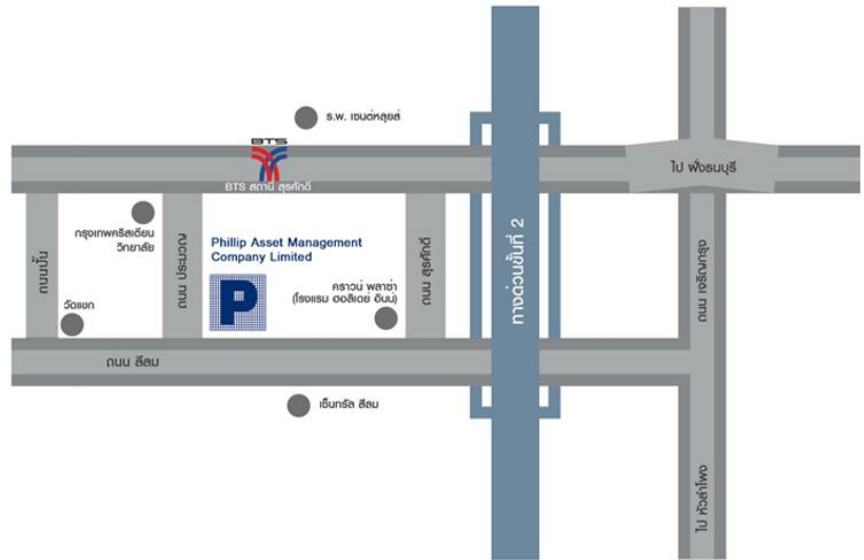 ร.พ. เซนต์หลุยส์
BTS
BTS สถานี สุรศักดิ์
ไป ฝั่งธนบุรี
กรุงเทพคริสเตียน
วิทยาลัย
ถนนปั้น
ถนน ประมวญ
Phillip Asset Management
Company Limited
P
คราวน์ พลาซ่า
(โรงแรม ฮอลิเดย์ อินน์)
ถนน สุรศักดิ์
ทางด่วนขั้นที่ 2
ถนน เจริญกรุง
วัดแขก
ถนน สีลม
เซ็นทรัล สีลม
ไป หัวลำโพง